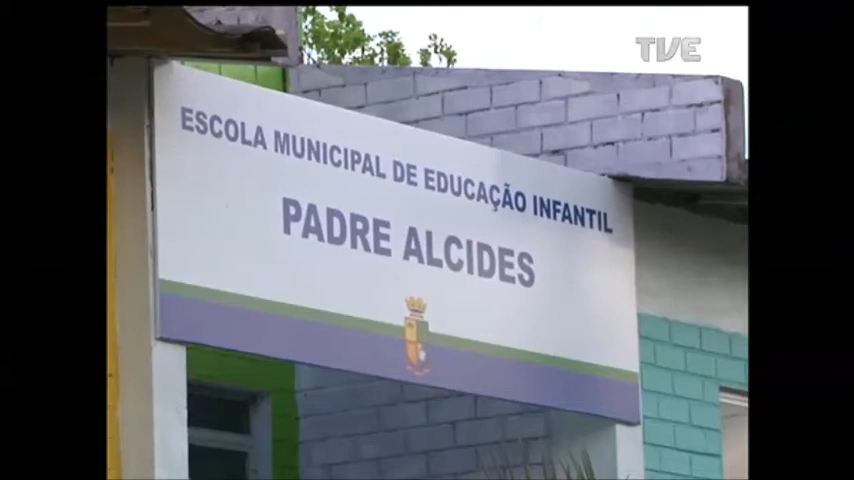 TVE
ESCOLA MUNICIPAL DE EDUCAÇÃO INFANTIL
PADRE ALCIDES